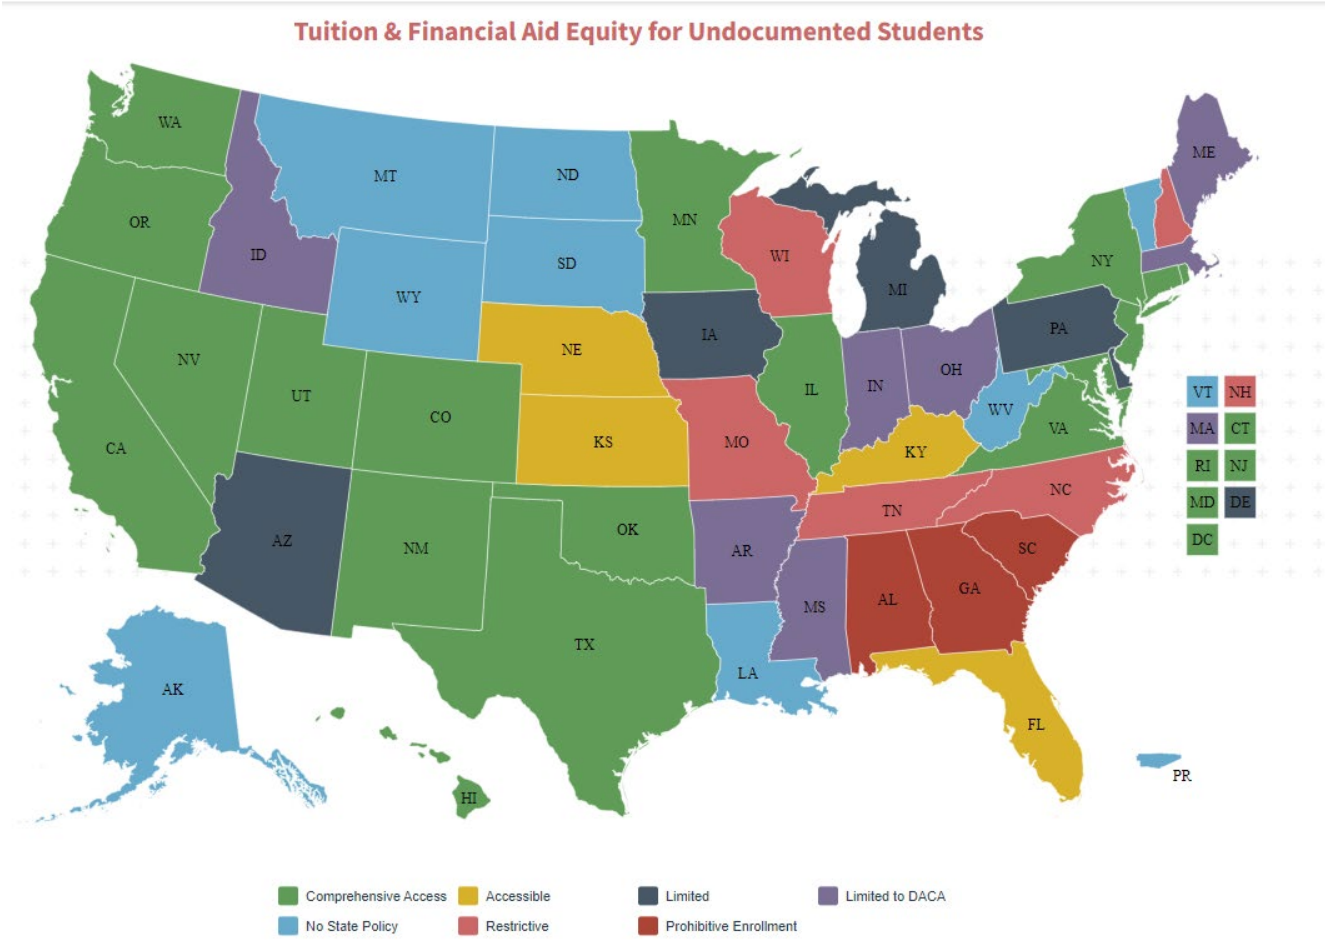 Tuition & Financial Aid Equity for Undocumented Students
WA
ME
MT
ND
OR
MN
ID
WI
NY
SD
MI
WY
PA
IA
NE
NV
OH
IN
IL
UT
VT NH
WV
CO
MA CT
VA
KS
MO
CA
KY
RI NJ
NC
MD DE
TN
OK
DC
AZ
NM
AR
SC
GA
AL
MS
TX
LA
AK
FL
PR
HI
Comprehensive Access Accessible Limited Limited to DACA
No State Policy Restrictive Prohibitive Enrollment